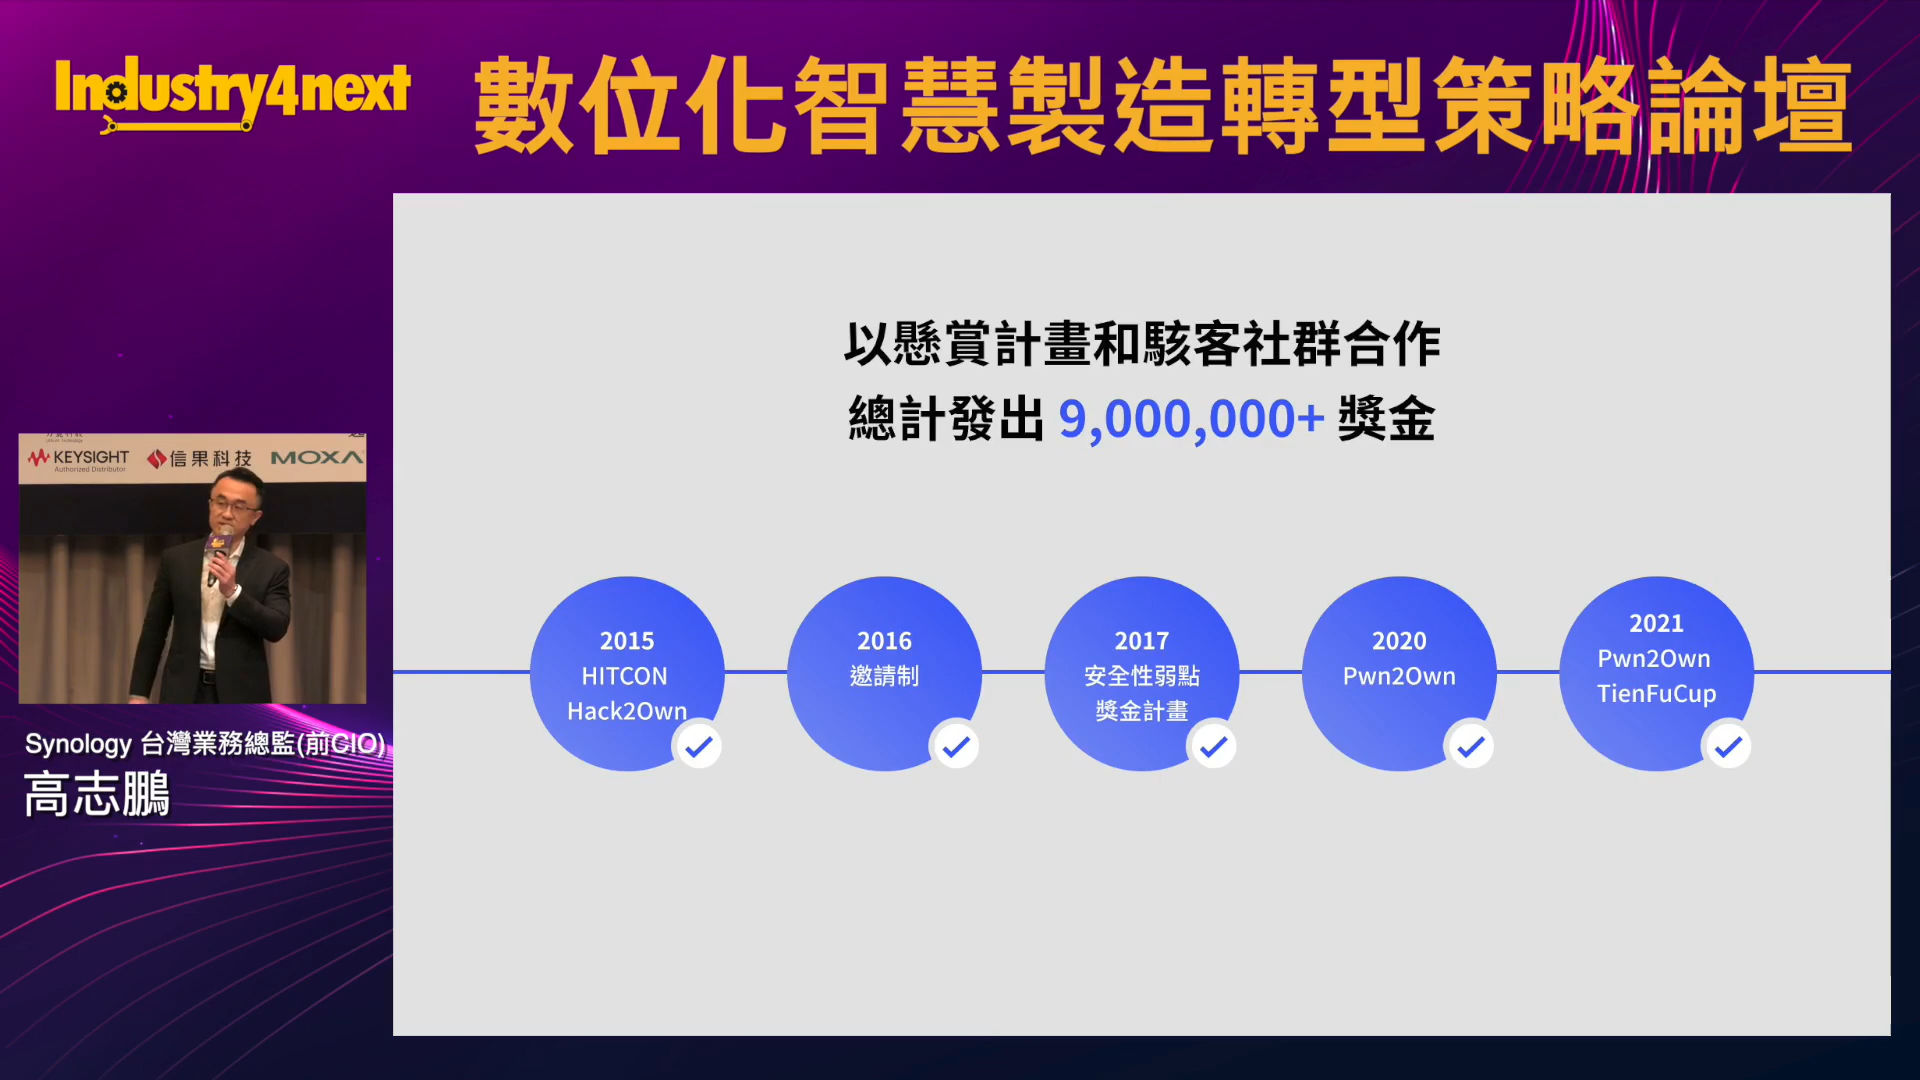 Industry4next
數位化智慧製造轉型策略論壇
以懸賞計畫和駭客社群合作
總計發出 9,000,000+ 獎金
KEYSIGHT
Authorized Distributor
信果科技
MOXA
2015
HITCON
Hack2Own
2016
邀請制
2017
安全性弱點
獎金計畫
2020
Pwn2Own
2021
Pwn2Own
TienFuCup
Synology 台灣業務總監(前CIO)
高志鵬